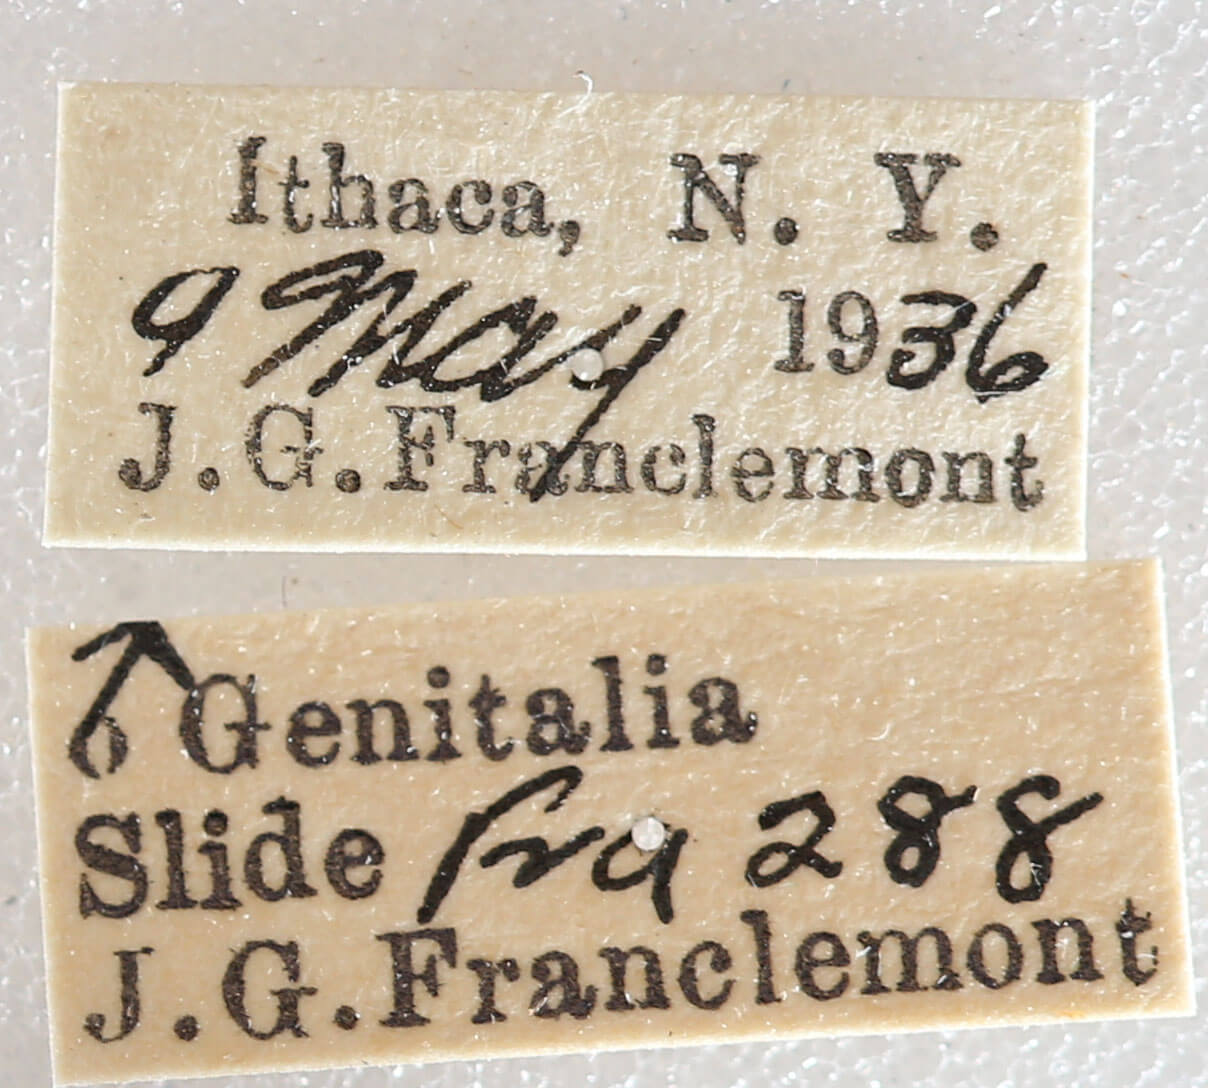 Ithaca, N. Y.
9 May 1936
J. G. Franclemont
♂ Genitalia
Slide fra 288
J. G. Franclemont